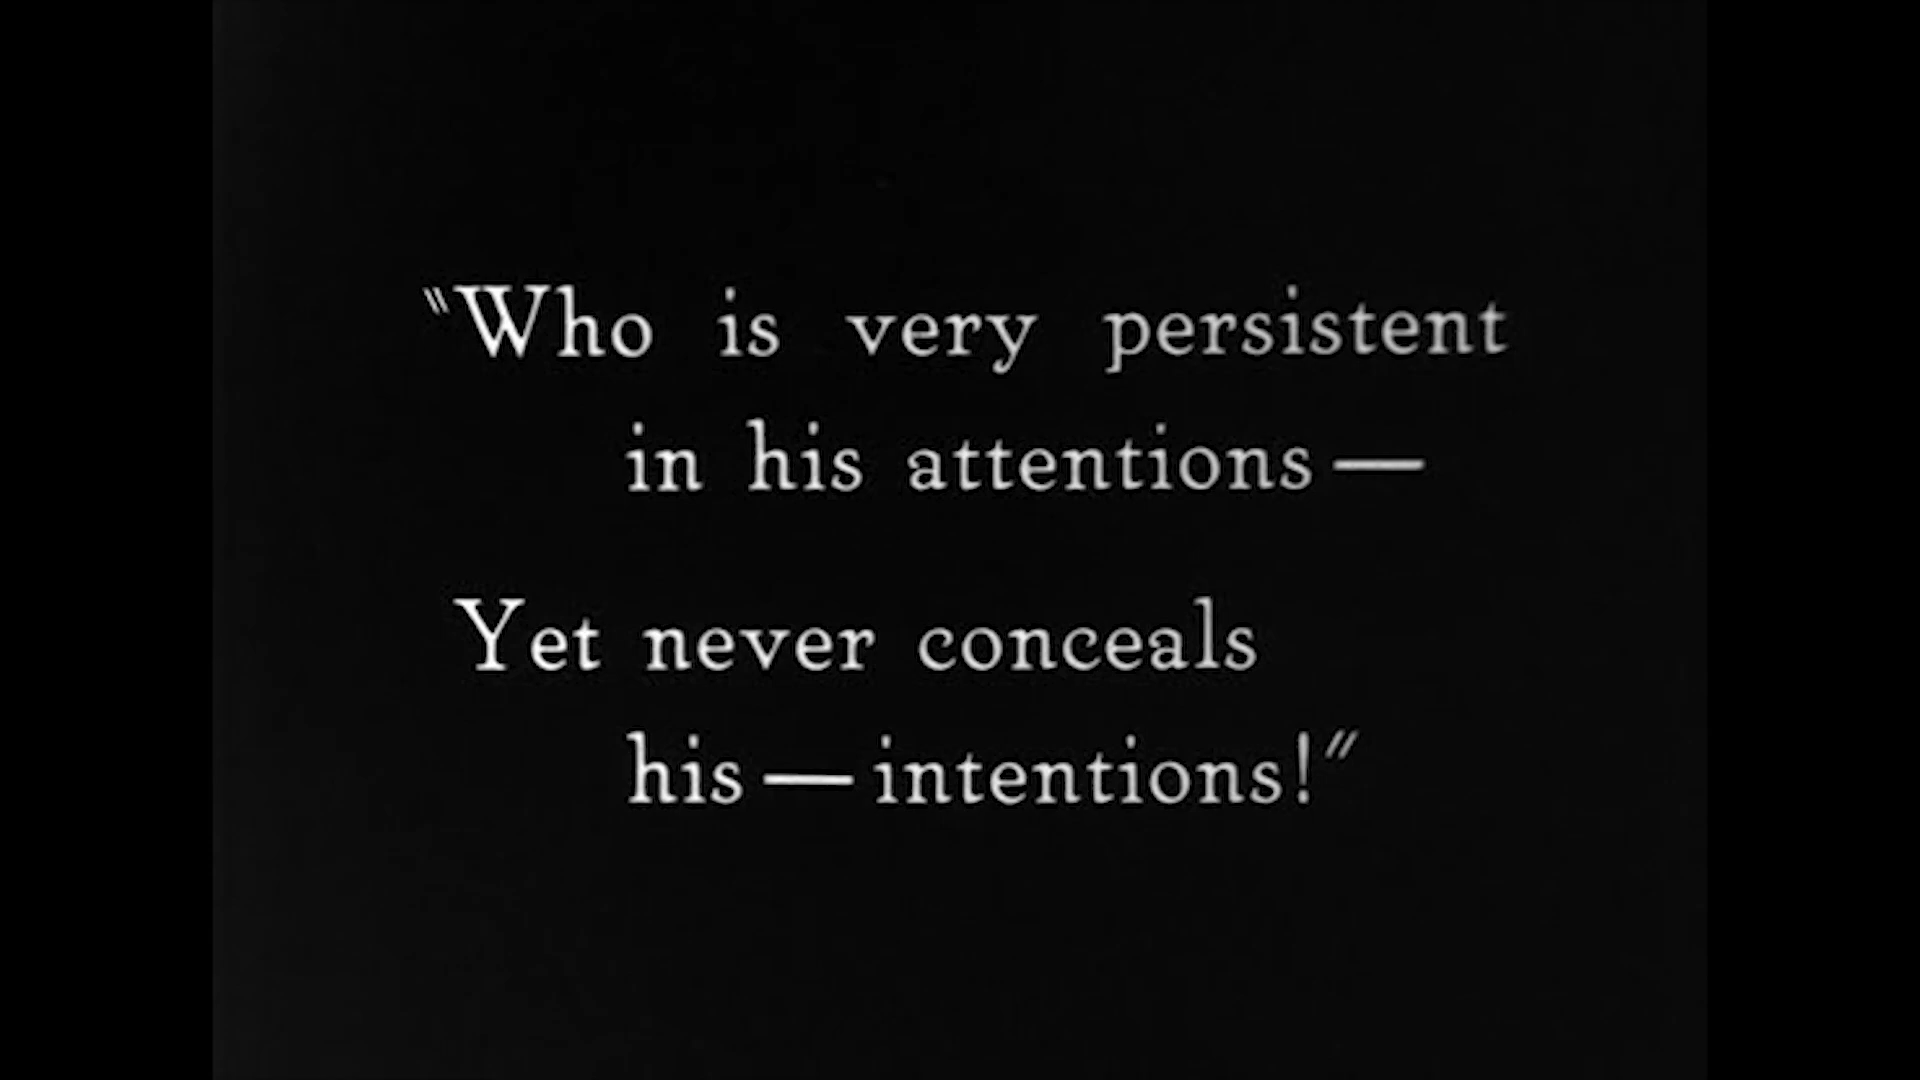 "Who is very persistent
in his attentions —
Yet never conceals
his — intentions!"